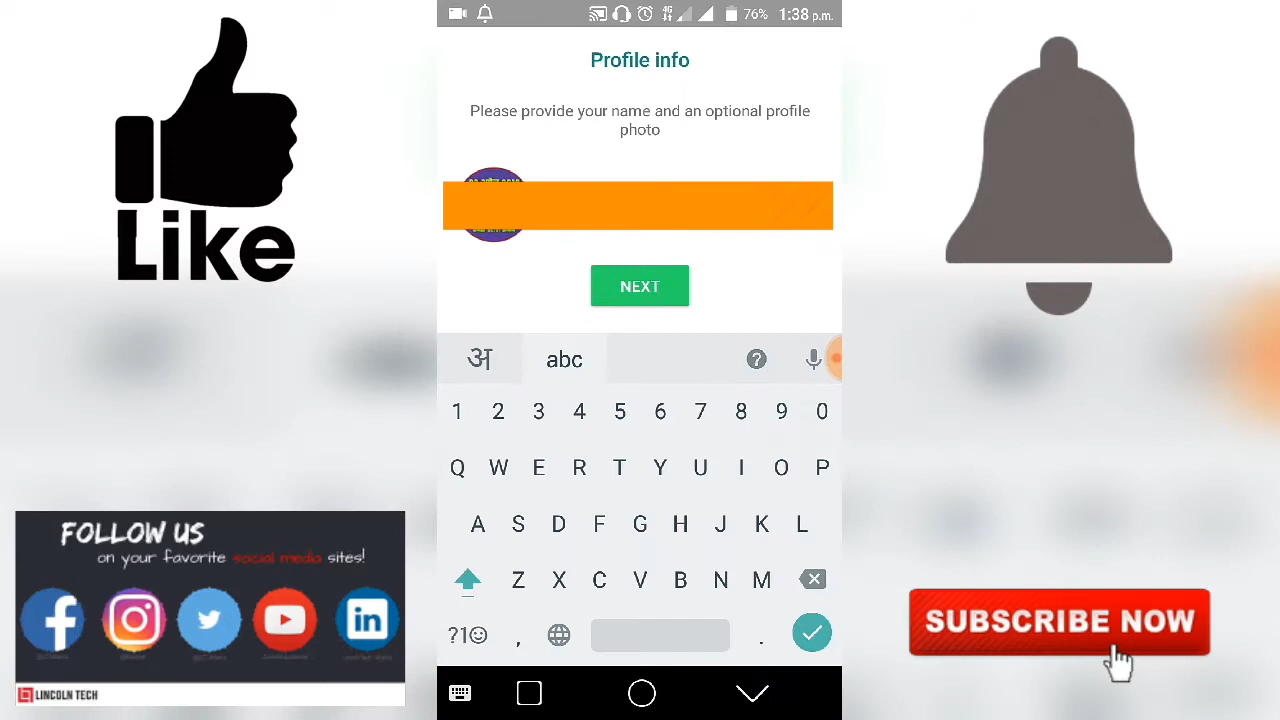 Like
76% 1:38 p.m.
4G
Profile info
Please provide your name and an optional profile
photo
NEXT
अ abc
1 2 3 4 5 6 7 8 9 0
Q W E R T Y U I O P
A S D F G H J K L
Z X C V B N M
?1☺ , .
FOLLOW US
on your favorite social media sites!
f in
LINCOLN TECH
SUBSCRIBE NOW